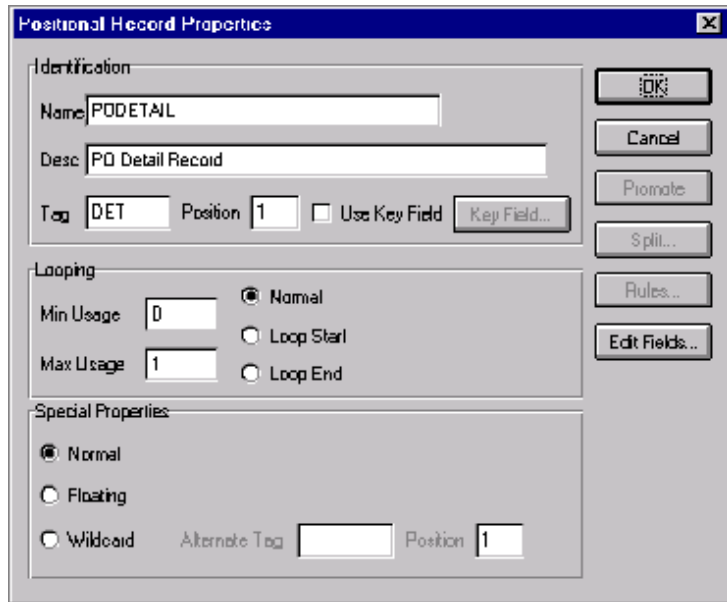 Positional Record Properties
Identification
Name PODETAIL
Desc PO Detail Record
Tag DET Position 1 Use Key Field Key Field...
Looping
Min Usage 0
Max Usage 1
Normal
Loop Start
Loop End
Special Properties
Normal
Floating
Wildcard Alternate Tag Position 1
OK
Cancel
Promote
Split...
Rules...
Edit Fields...